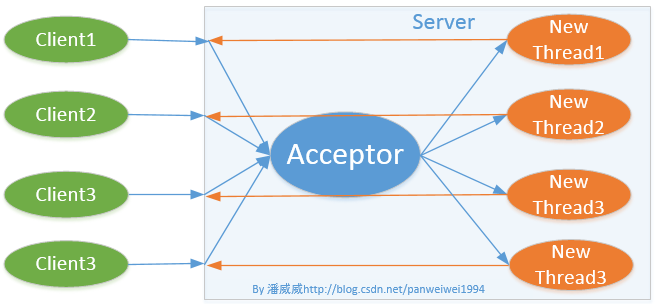 Server
Client1
New
Thread1
Client2
New
Thread2
Acceptor
Client3
New
Thread3
Client3
New
Thread3
By 潘威威http://blog.csdn.net/panweiwei1994